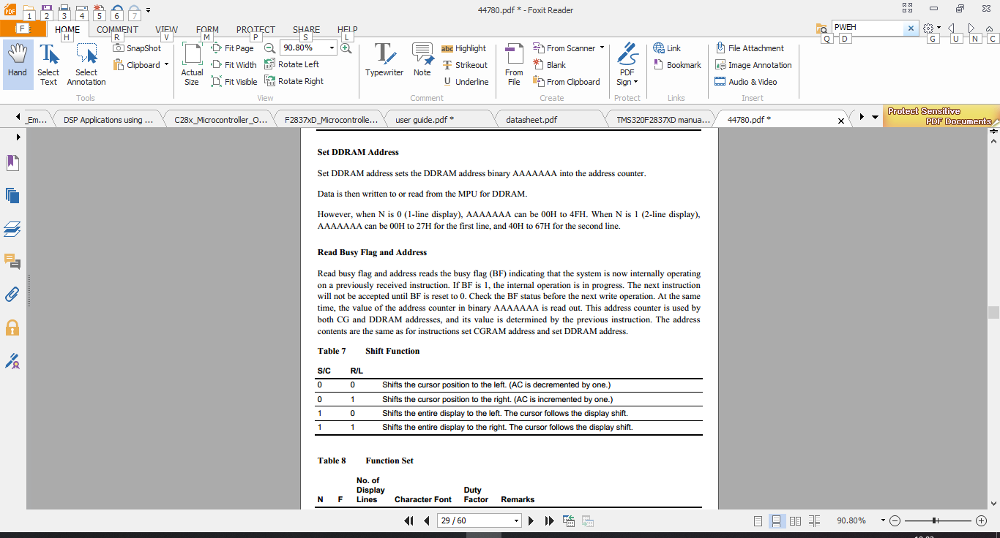 1 2 3 4 5 6 7
44780.pdf * - Foxit Reader
PDF
F HOME COMMENT VIEW FORM PROTECT SHARE HELP
H R V M P S L
PWEH
Q D G U N C
Hand
Select
Text
Select
Annotation
SnapShot
Clipboard
Tools
Actual
Size
Fit Page
Fit Width
Fit Visible
90.80%
Rotate Left
Rotate Right
View
Typewriter
Note
abc Highlight
T Strikeout
U Underline
Comment
From
File
From Scanner
Blank
From Clipboard
Create
PDF
Sign
Protect
Link
Bookmark
Links
File Attachment
Image Annotation
Audio & Video
Insert
_Em... DSP Applications using ... C28x_Microcontroller_O... F2837xD_Microcontrolle... user guide.pdf * datasheet.pdf TMS320F2837XD manua... 44780.pdf *
Protect Sensitive
PDF Documents
Set DDRAM Address
Set DDRAM address sets the DDRAM address binary AAAAAAA into the address counter.
Data is then written to or read from the MPU for DDRAM.
However, when N is 0 (1-line display), AAAAAAA can be 00H to 4FH. When N is 1 (2-line display),
AAAAAAA can be 00H to 27H for the first line, and 40H to 67H for the second line.
Read Busy Flag and Address
Read busy flag and address reads the busy flag (BF) indicating that the system is now internally operating
on a previously received instruction. If BF is 1, the internal operation is in progress. The next instruction
will not be accepted until BF is reset to 0. Check the BF status before the next write operation. At the same
time, the value of the address counter in binary AAAAAAA is read out. This address counter is used by
both CG and DDRAM addresses, and its value is determined by the previous instruction. The address
contents are the same as for instructions set CGRAM address and set DDRAM address.
Table 7 Shift Function
S/C R/L
0 0 Shifts the cursor position to the left. (AC is decremented by one.)
0 1 Shifts the cursor position to the right. (AC is incremented by one.)
1 0 Shifts the entire display to the left. The cursor follows the display shift.
1 1 Shifts the entire display to the right. The cursor follows the display shift.
Table 8 Function Set
No. of
Display Duty
N F Lines Character Font Factor Remarks
29 / 60
90.80%